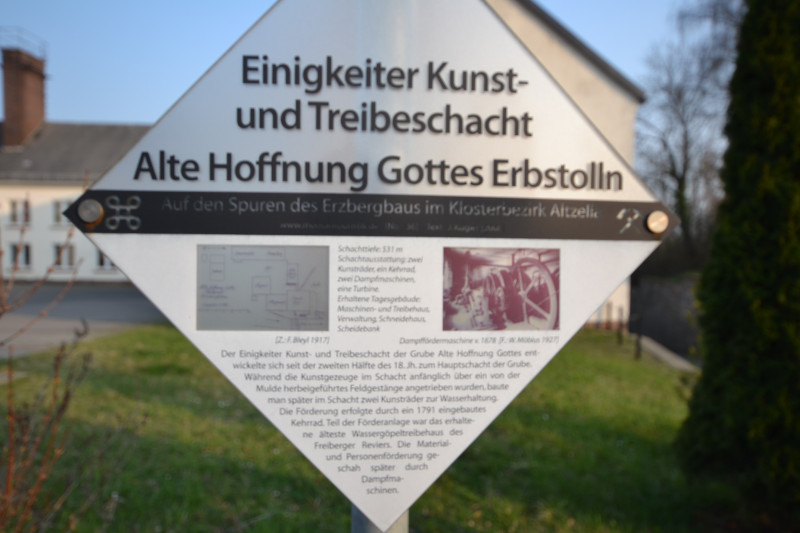 Einigkeiter Kunst-
und Treibeschacht
Alte Hoffnung Gottes Erbstolln
Auf den Spuren des Erzbergbaus im Klosterbezirk Altzella
Schachttiefe: 531 m
Schachtausstattung: zwei
Kunsträder, ein Kehrrad,
zwei Dampfmaschinen,
eine Turbine.
Erhaltene Tagesgebäude:
Maschinen- und Treibehaus,
Verwaltung, Schneidehaus,
Scheidebank
[Z.: F. Bleyl 1917]
Dampffördermaschine v. 1878 [F.: W. Möbius 1927]
Der Einigkeiter Kunst- und Treibeschacht der Grube Alte Hoffnung Gottes ent-
wickelte sich seit der zweiten Hälfte des 18. Jh. zum Hauptschacht der Grube.
Während die Kunstgezeuge im Schacht anfänglich über ein von der
Mulde herbeigeführtes Feldgestänge angetrieben wurden, baute
man später im Schacht zwei Kunsträder zur Wasserhaltung.
Die Förderung erfolgte durch ein 1791 eingebautes
Kehrrad. Teil der Förderanlage war das erhalte-
ne älteste Wassergöpeltreibehaus des
Freiberger Reviers. Die Material-
und Personenförderung ge-
schah später durch
Dampfma-
schinen.